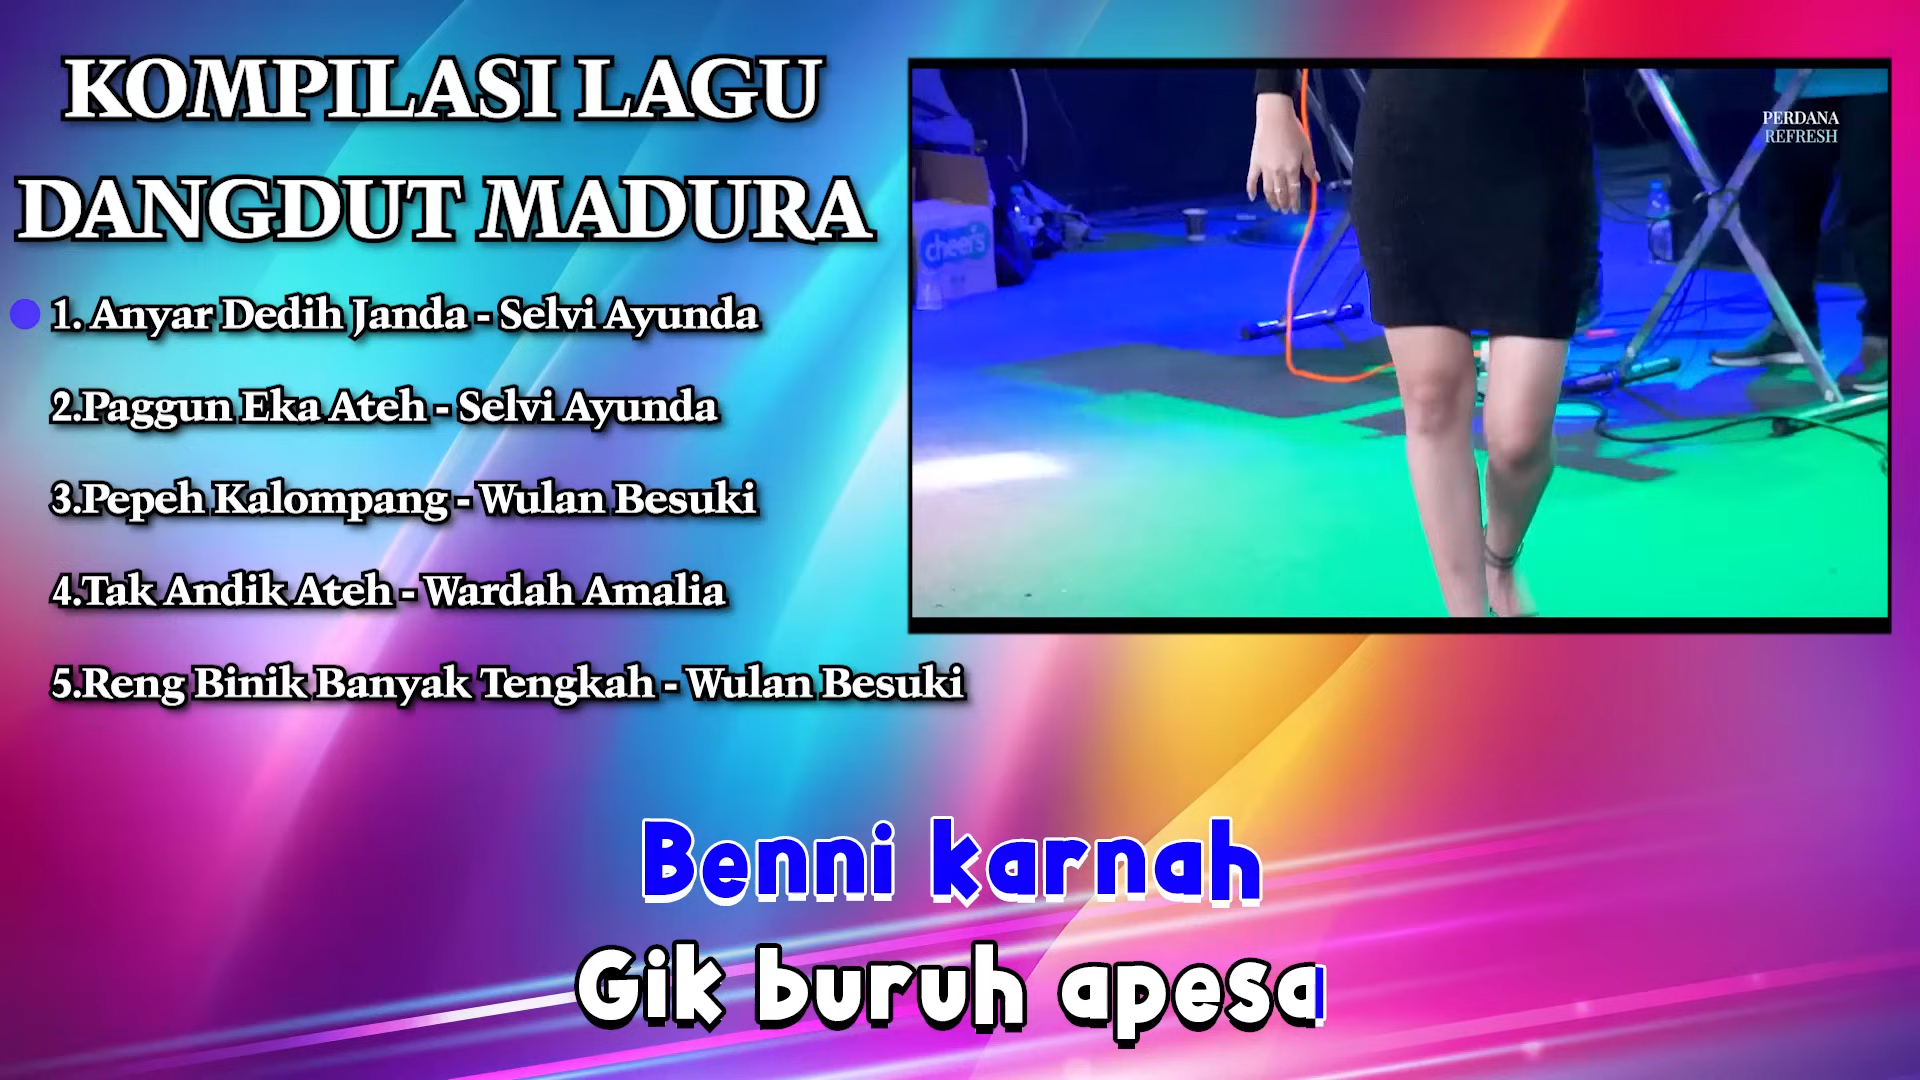 KOMPILASI LAGU
DANGDUT MADURA
1. Anyar Dedih Janda - Selvi Ayunda
2.Paggun Eka Ateh - Selvi Ayunda
3.Pepeh Kalompang - Wulan Besuki
4.Tak Andik Ateh - Wardah Amalia
5.Reng Binik Banyak Tengkah - Wulan Besuki
PERDANA
REFRESH
cheers
Benni karnah
Gik buruh apesa